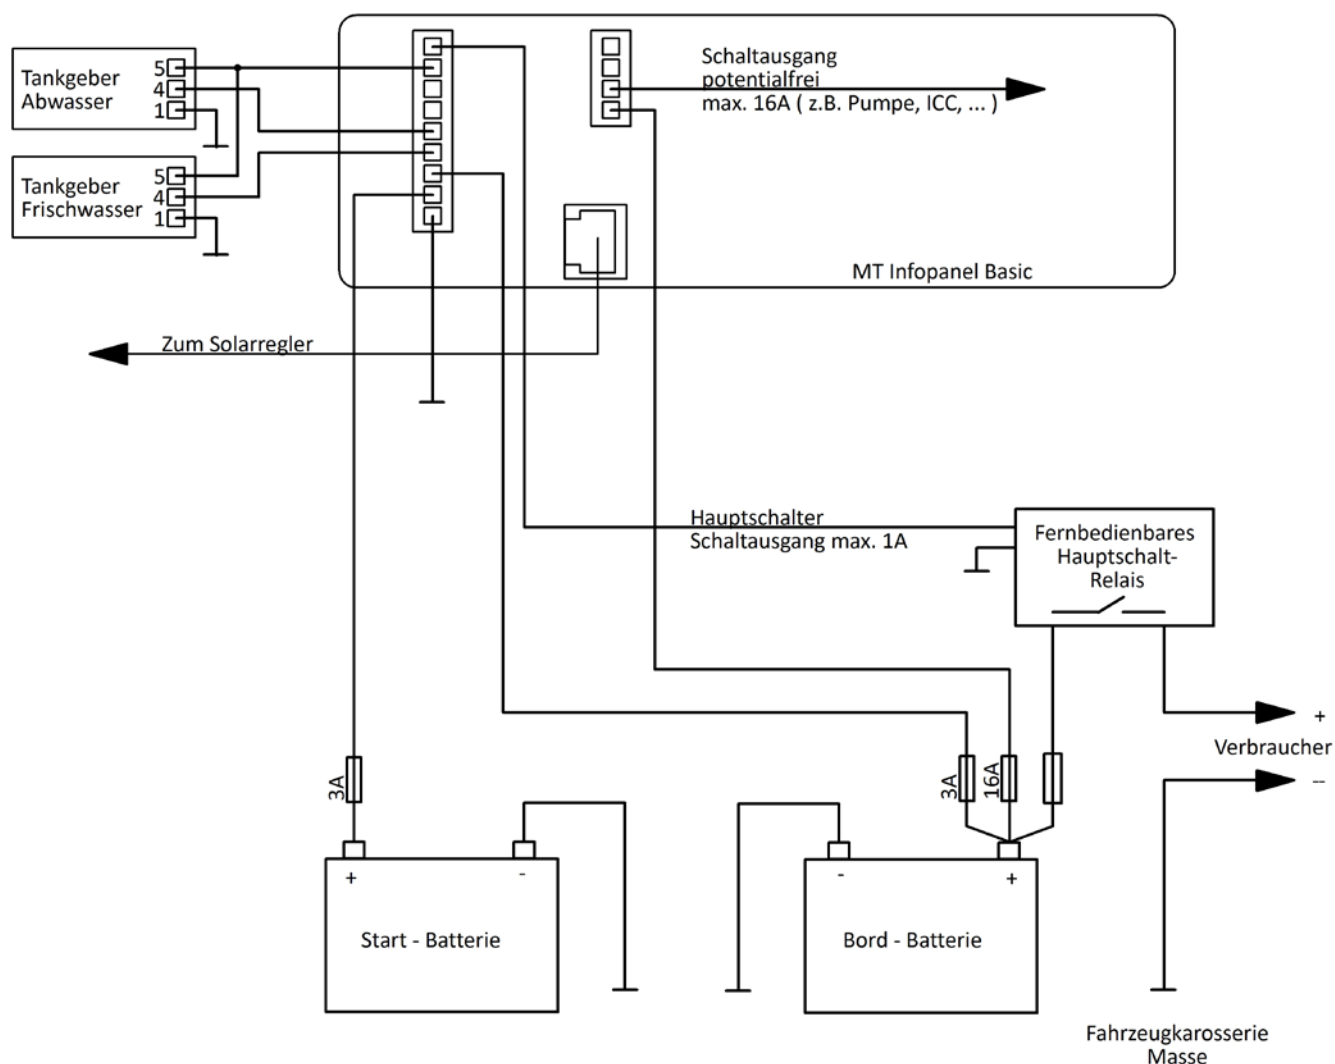 Tankgeber
Abwasser
5
4
1
Tankgeber
Frischwasser
5
4
1
Schaltausgang
potentialfrei
max. 16A ( z.B. Pumpe, ICC, ... )
MT Infopanel Basic
Zum Solarregler
Hauptschalter
Schaltausgang max. 1A
Fernbedienbares
Hauptschalt-
Relais
+
Verbraucher
--
3A
3A
16A
+
-
Start - Batterie
-
+
Bord - Batterie
Fahrzeugkarosserie
Masse